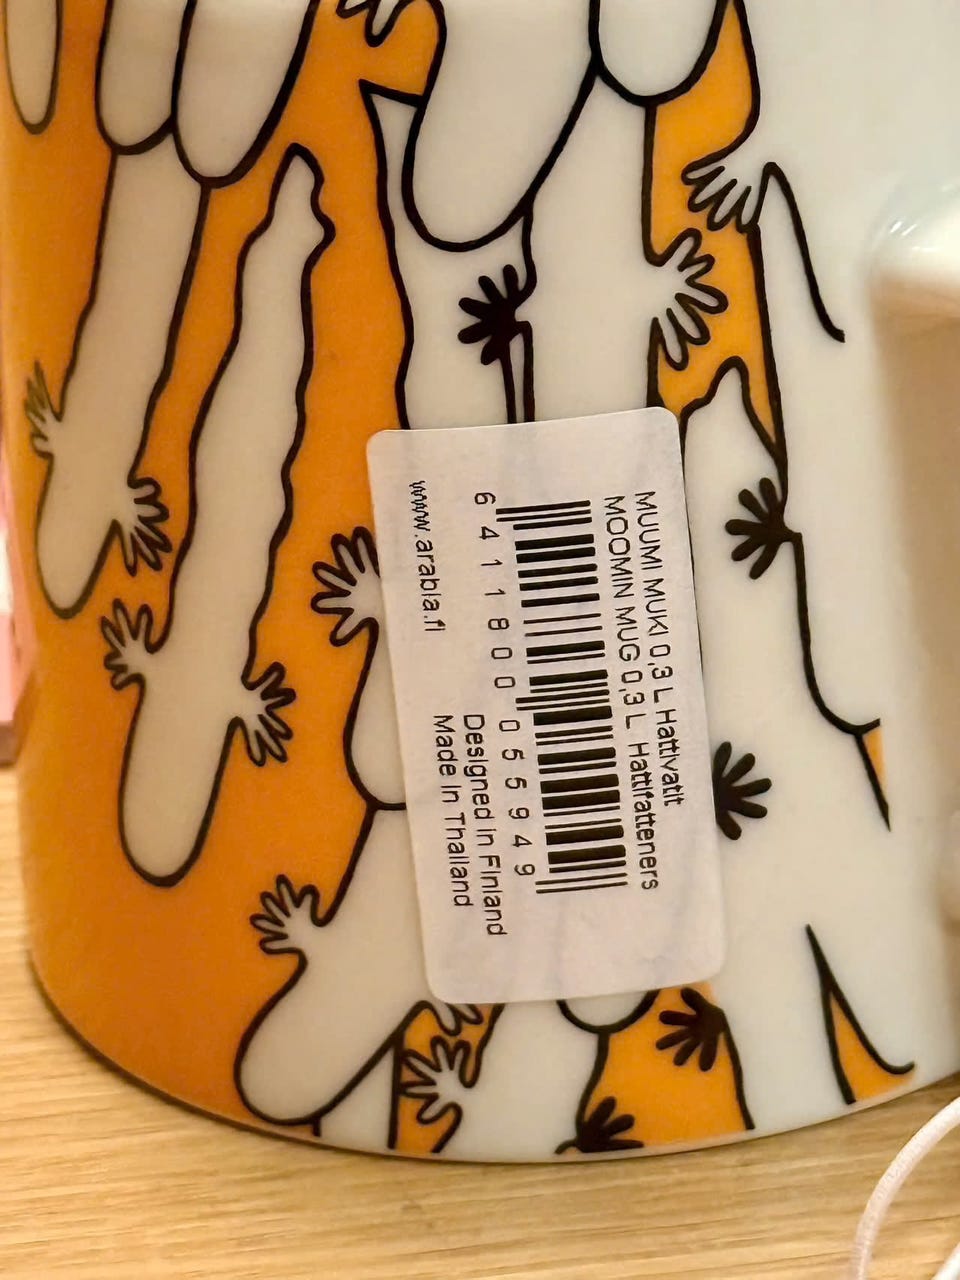 MUUMI MUKI 0,3 L Hattivatit
MOOMIN MUG 0,3 L Hattifatteners
6 411800 055949
www.arabia.fi
Designed in Finland
Made in Thailand